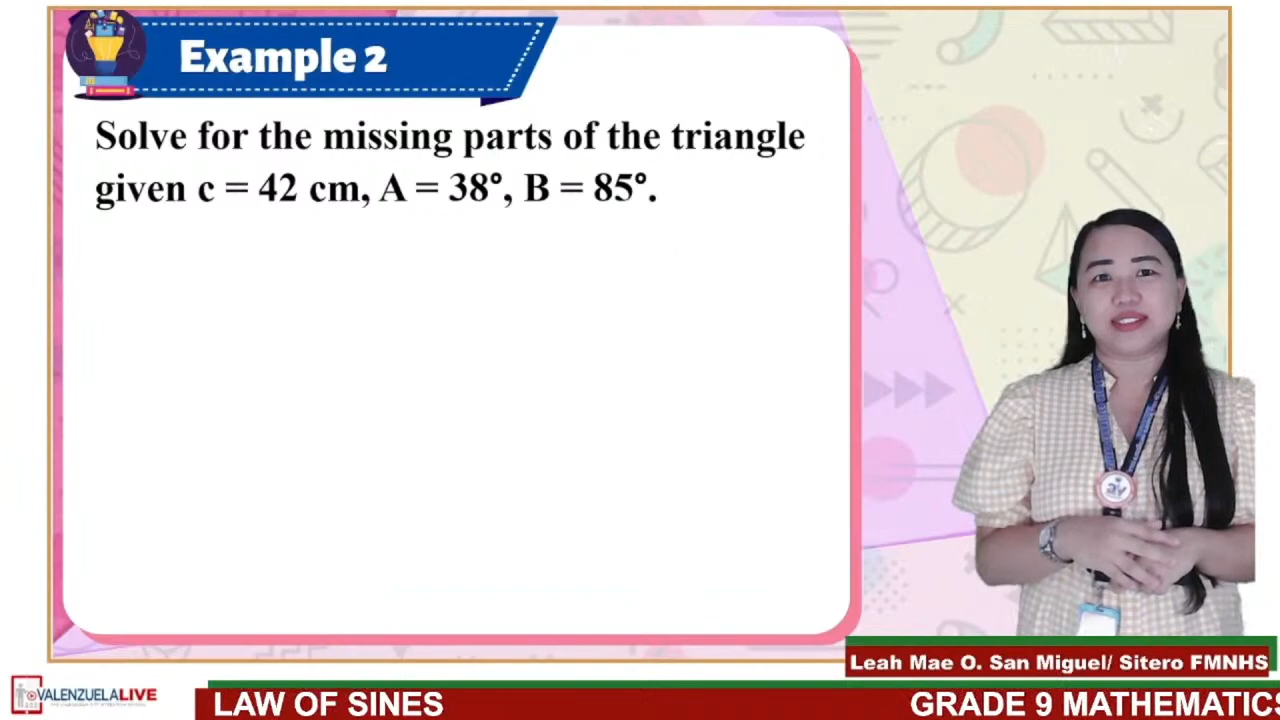 Example 2
Solve for the missing parts of the triangle
given c = 42 cm, A = 38°, B = 85°.
Leah Mae O. San Miguel/ Sitero FMNHS
VALENZUELALIVE
LAW OF SINES
GRADE 9 MATHEMATICS